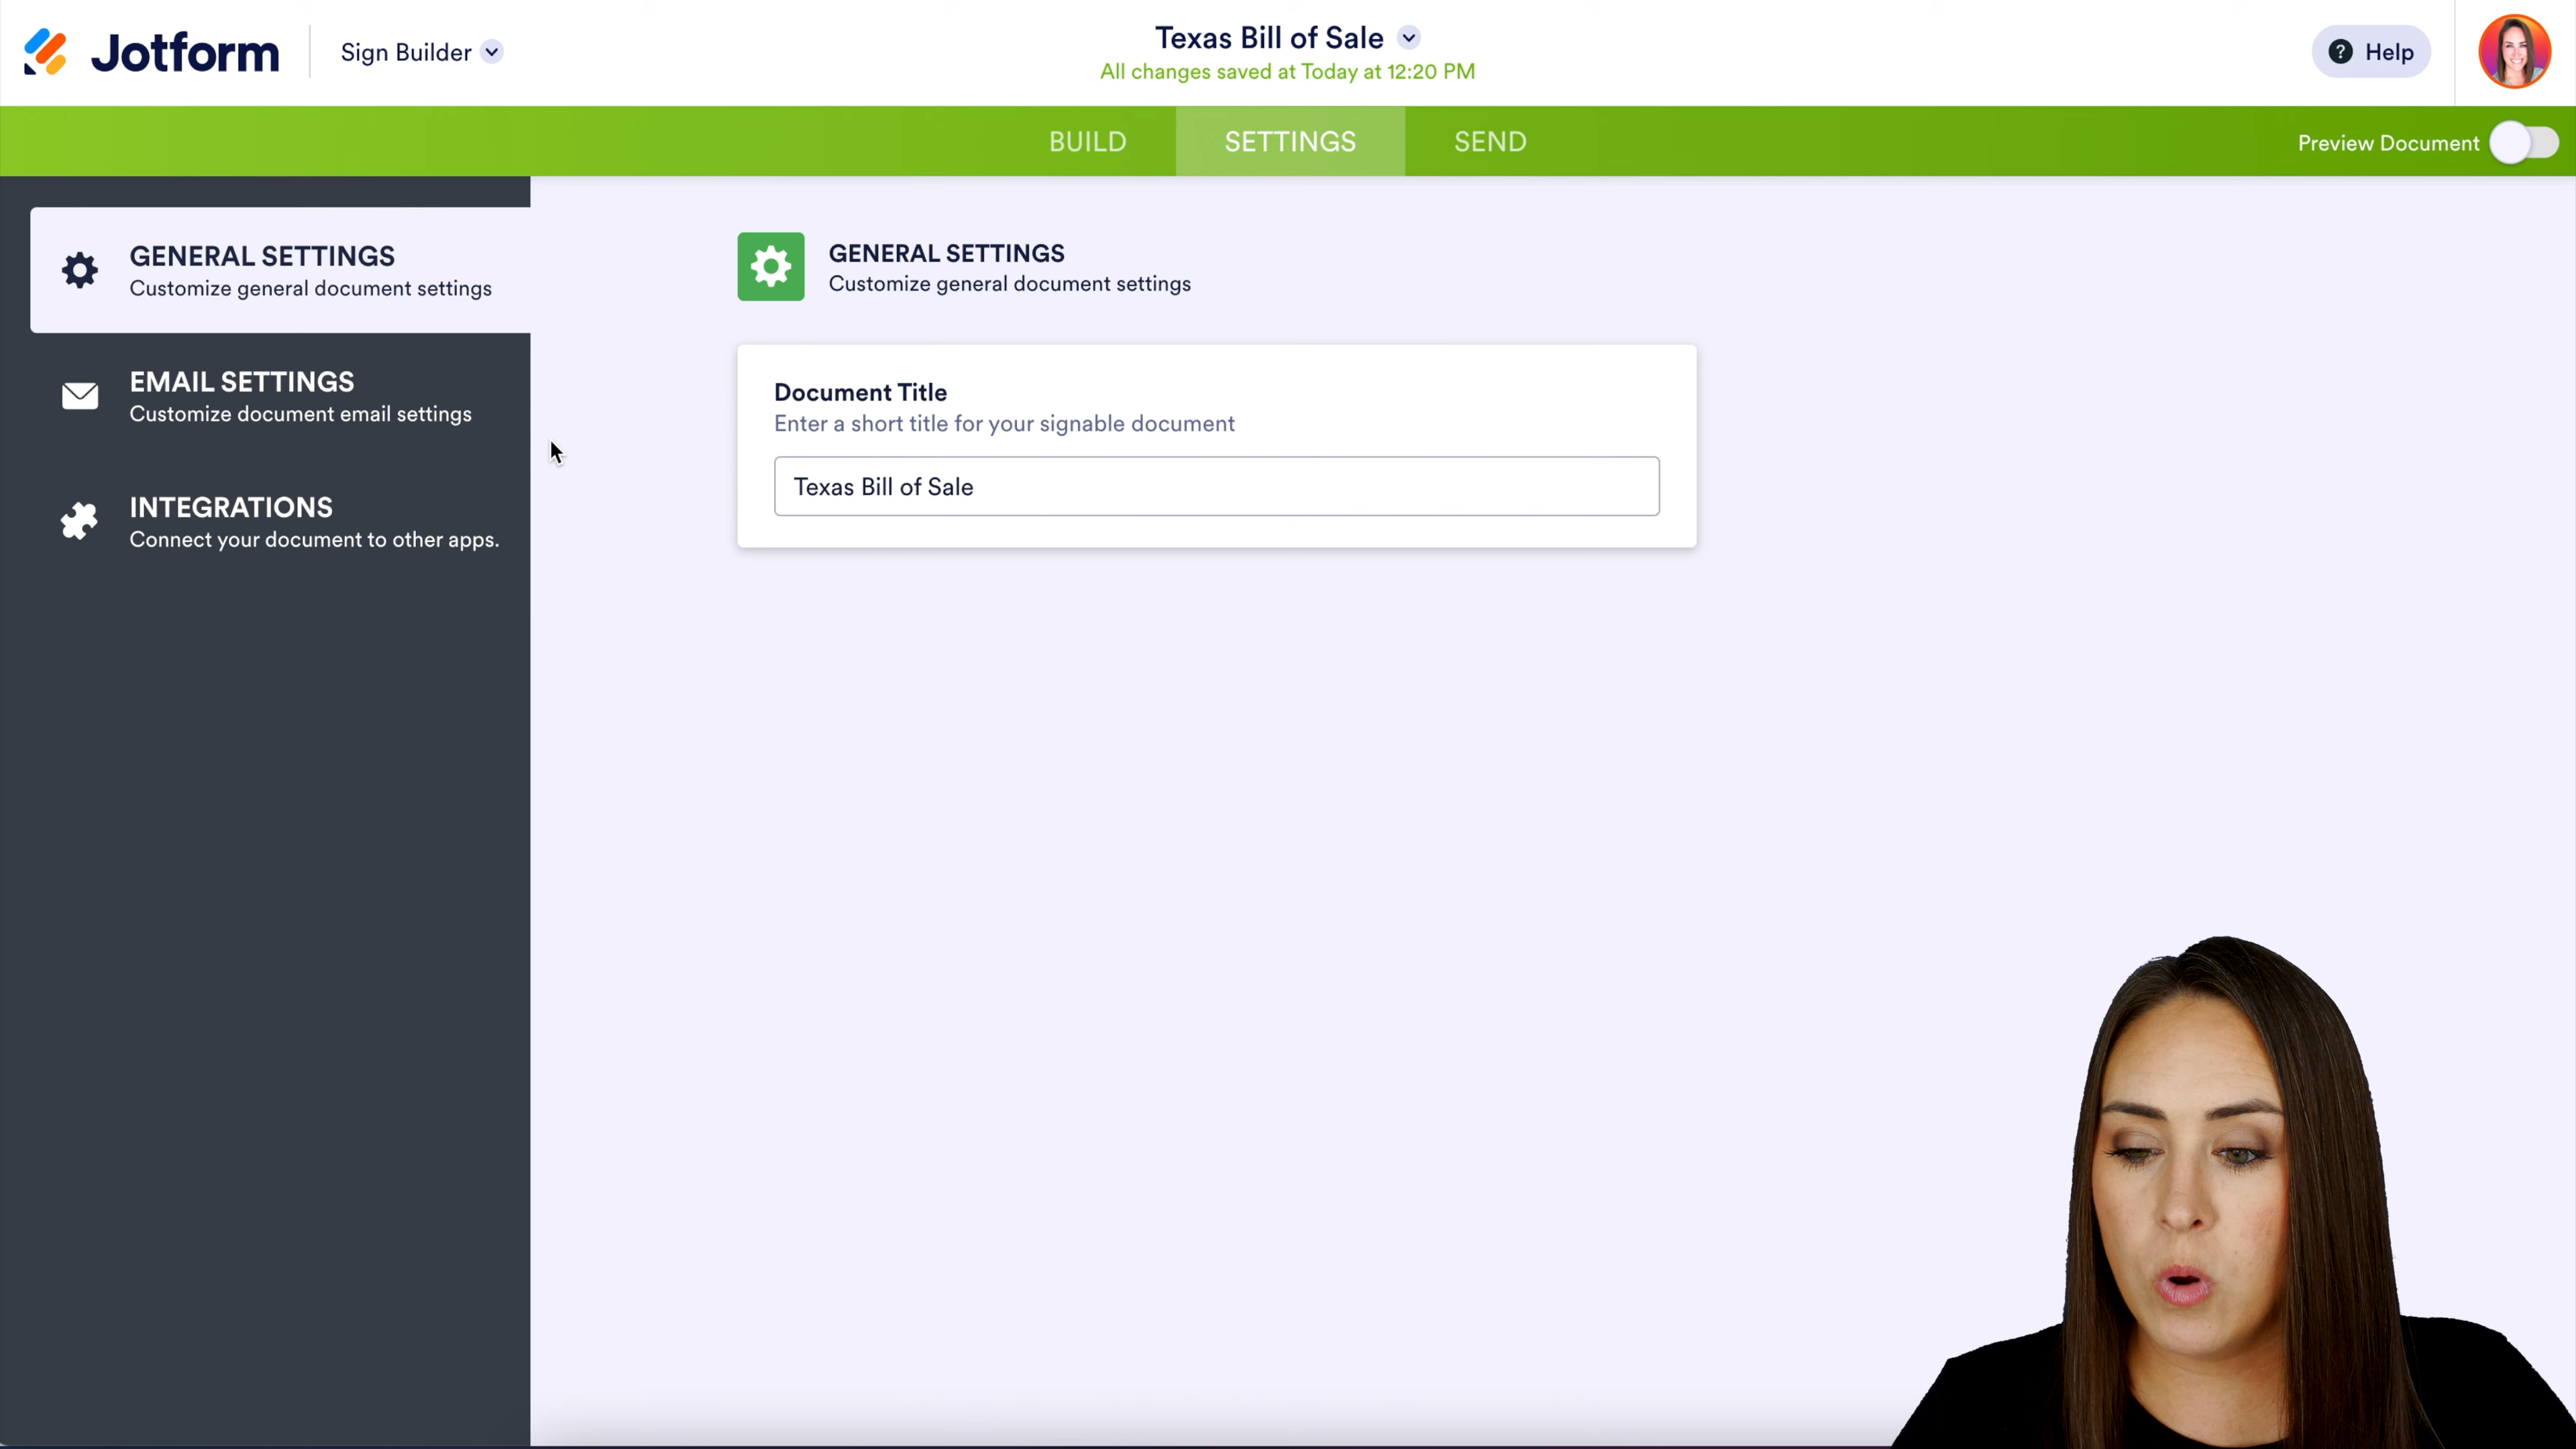 Jotform
Sign Builder
Texas Bill of Sale
All changes saved at Today at 12:20 PM
Help
BUILD
SETTINGS
SEND
Preview Document
GENERAL SETTINGS
Customize general document settings
EMAIL SETTINGS
Customize document email settings
INTEGRATIONS
Connect your document to other apps.
GENERAL SETTINGS
Customize general document settings
Document Title
Enter a short title for your signable document
Texas Bill of Sale